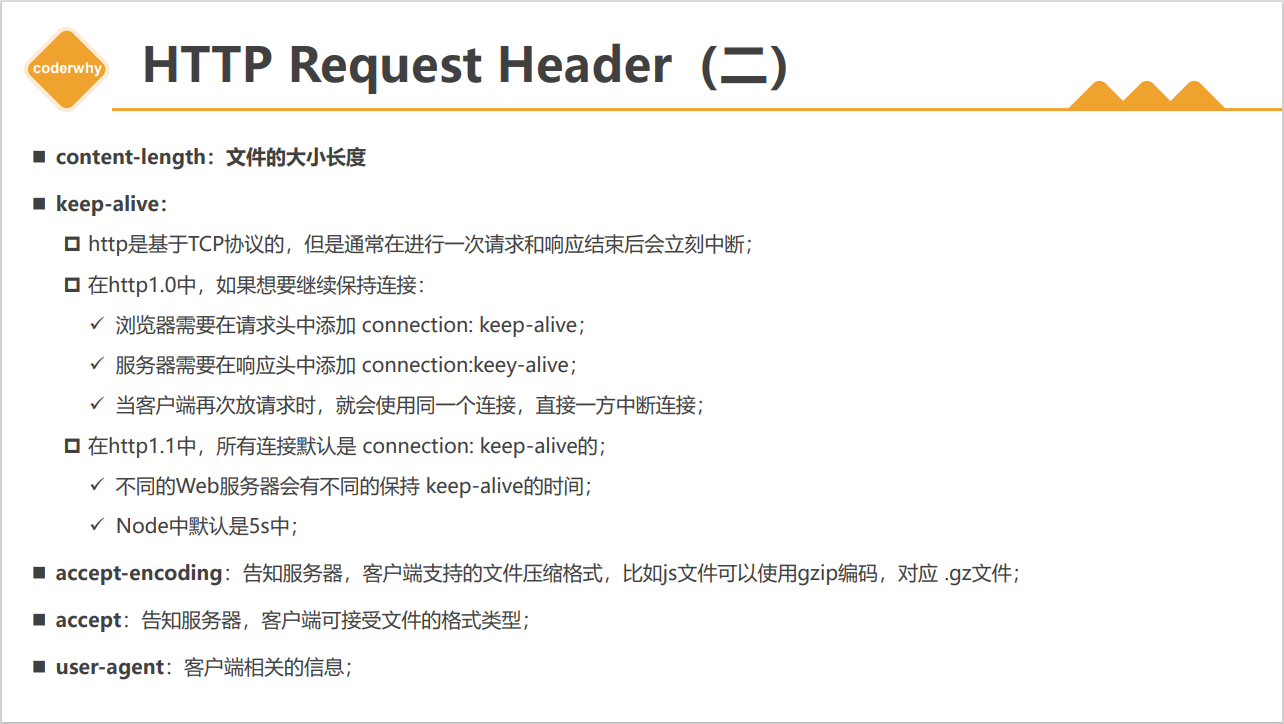 coderwhy
HTTP Request Header（二）
content-length：文件的大小长度
keep-alive：
http是基于TCP协议的，但是通常在进行一次请求和响应结束后会立刻中断；
在http1.0中，如果想要继续保持连接：
浏览器需要在请求头中添加 connection: keep-alive；
服务器需要在响应头中添加 connection:keey-alive；
当客户端再次放请求时，就会使用同一个连接，直接一方中断连接；
在http1.1中，所有连接默认是 connection: keep-alive的；
不同的Web服务器会有不同的保持 keep-alive的时间；
Node中默认是5s中；
accept-encoding：告知服务器，客户端支持的文件压缩格式，比如js文件可以使用gzip编码，对应 .gz文件；
accept：告知服务器，客户端可接受文件的格式类型；
user-agent：客户端相关的信息；